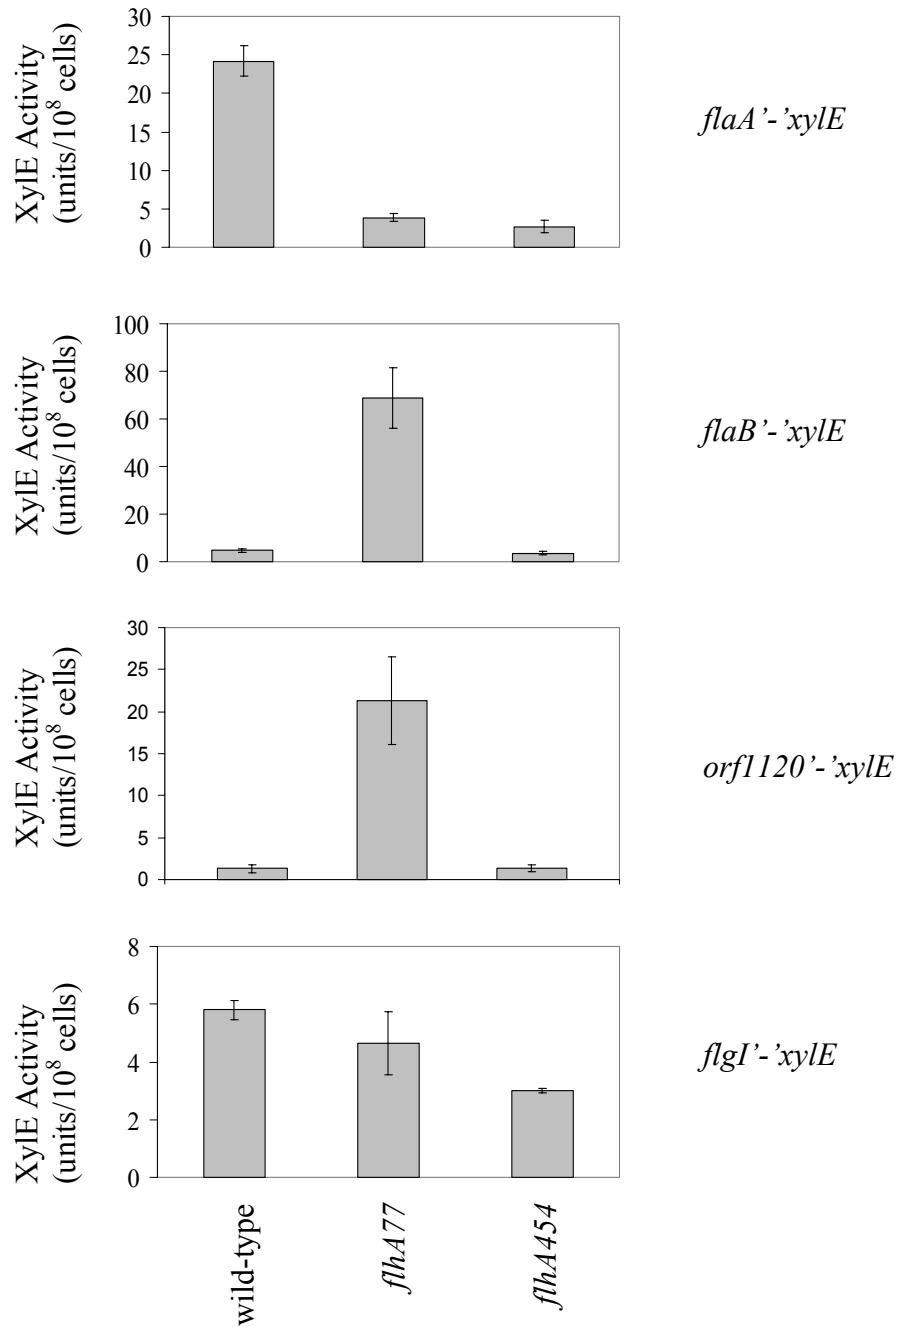 XylE Activity
(units/10⁸ cells)
30
25
20
15
10
5
0
flaA’-’xylE
XylE Activity
(units/10⁸ cells)
100
80
60
40
20
0
flaB’-’xylE
XylE Activity
(units/10⁸ cells)
30
25
20
15
10
5
0
orf1120’-’xylE
XylE Activity
(units/10⁸ cells)
8
6
4
2
0
flgI’-’xylE
wild-type
flhA77
flhA454